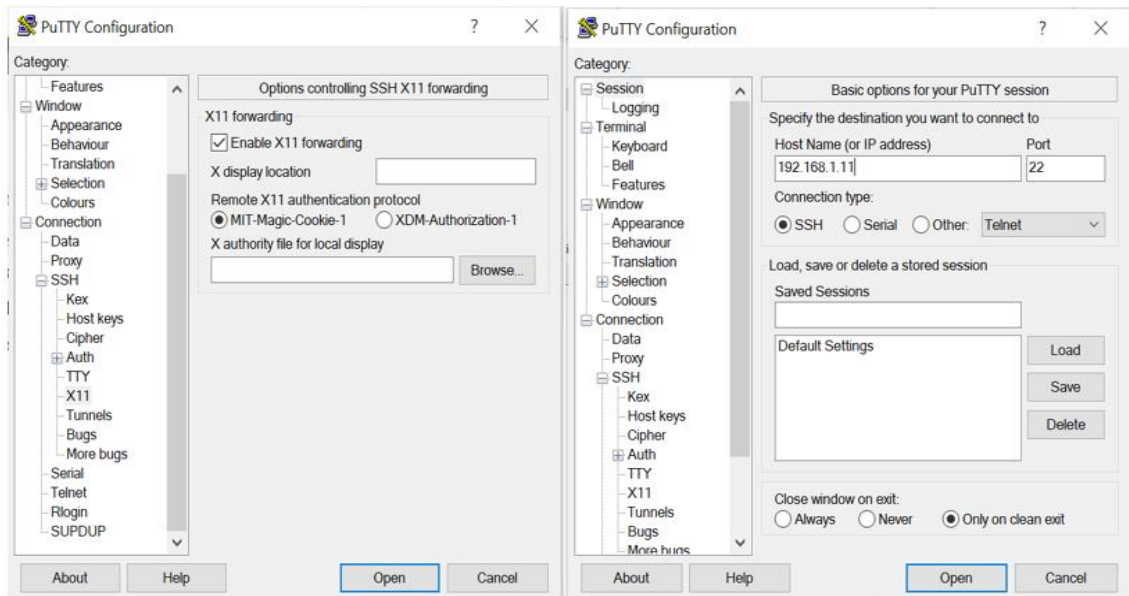 PuTTY Configuration
? ×
Category:
Features
Window
Appearance
Behaviour
Translation
Selection
Colours
Connection
Data
Proxy
SSH
Kex
Host keys
Cipher
Auth
TTY
X11
Tunnels
Bugs
More bugs
Serial
Telnet
Rlogin
SUPDUP
Options controlling SSH X11 forwarding
X11 forwarding
Enable X11 forwarding
X display location
Remote X11 authentication protocol
MIT-Magic-Cookie-1 XDM-Authorization-1
X authority file for local display
Browse...
About Help Open Cancel
PuTTY Configuration
? ×
Category:
Session
Logging
Terminal
Keyboard
Bell
Features
Window
Appearance
Behaviour
Translation
Selection
Colours
Connection
Data
Proxy
SSH
Kex
Host keys
Cipher
Auth
TTY
X11
Tunnels
Bugs
More bugs
Basic options for your PuTTY session
Specify the destination you want to connect to
Host Name (or IP address) Port
192.168.1.11 22
Connection type:
SSH Serial Other: Telnet
Load, save or delete a stored session
Saved Sessions
Default Settings
Load
Save
Delete
Close window on exit:
Always Never Only on clean exit
About Help Open Cancel